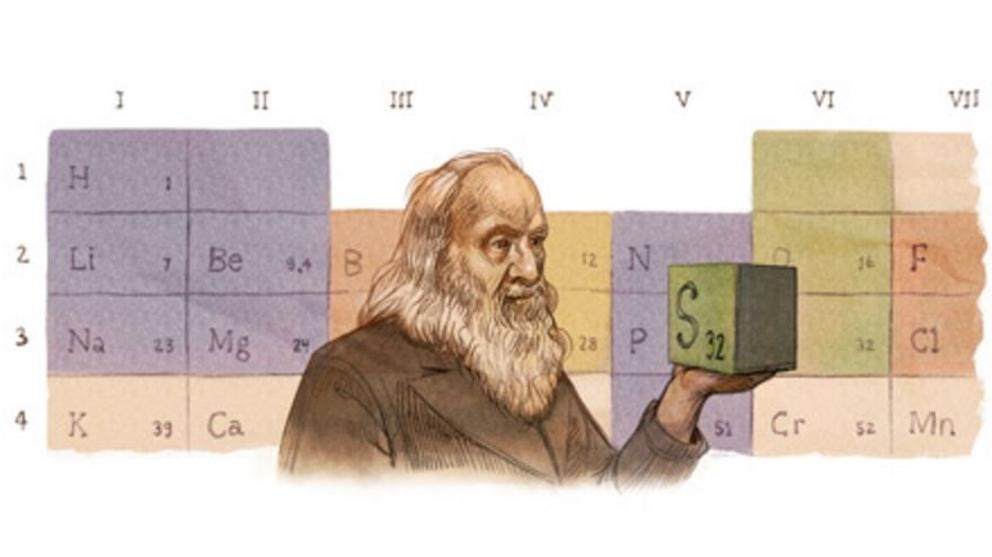 I II III IV V VI VII
1 H 1
2 Li 7 Be 9,4 B 12 N O 16 F
3 Na 23 Mg 24 28 P S 32 32 Cl
4 K 39 Ca 51 Cr 52 Mn